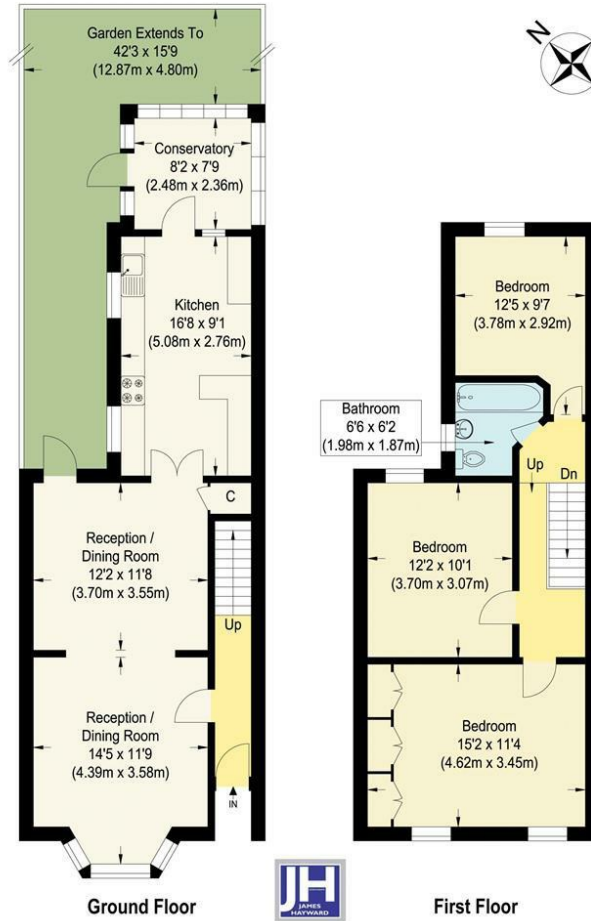 Garden Extends To
42'3 x 15'9
(12.87m x 4.80m)
N
Conservatory
8'2 x 7'9
(2.48m x 2.36m)
Kitchen
16'8 x 9'1
(5.08m x 2.76m)
C
Reception /
Dining Room
12'2 x 11'8
(3.70m x 3.55m)
Up
Reception /
Dining Room
14'5 x 11'9
(4.39m x 3.58m)
IN
Ground Floor
Bedroom
12'5 x 9'7
(3.78m x 2.92m)
Bathroom
6'6 x 6'2
(1.98m x 1.87m)
Up
Dn
Bedroom
12'2 x 10'1
(3.70m x 3.07m)
Bedroom
15'2 x 11'4
(4.62m x 3.45m)
JH
JAMES
HAYWARD
First Floor